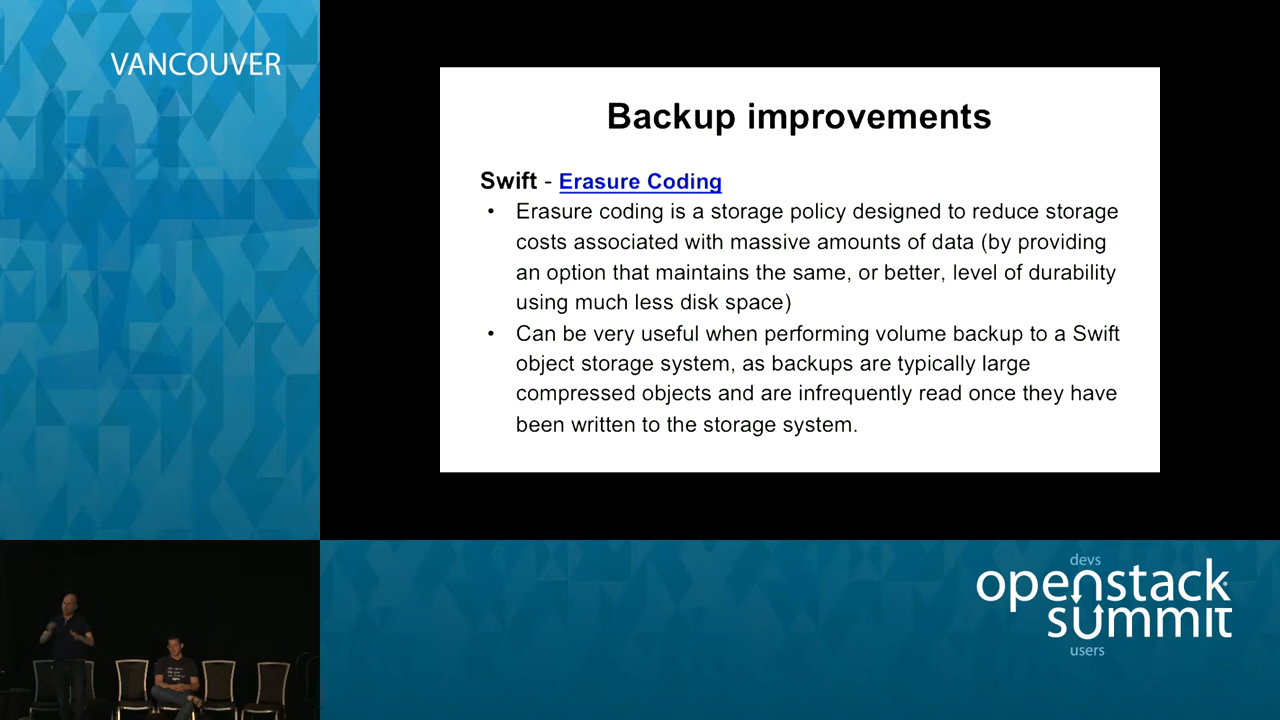 VANCOUVER
Backup improvements
Swift - Erasure Coding
• Erasure coding is a storage policy designed to reduce storage
costs associated with massive amounts of data (by providing
an option that maintains the same, or better, level of durability
using much less disk space)
• Can be very useful when performing volume backup to a Swift
object storage system, as backups are typically large
compressed objects and are infrequently read once they have
been written to the storage system.
devs
openstack
summit
users